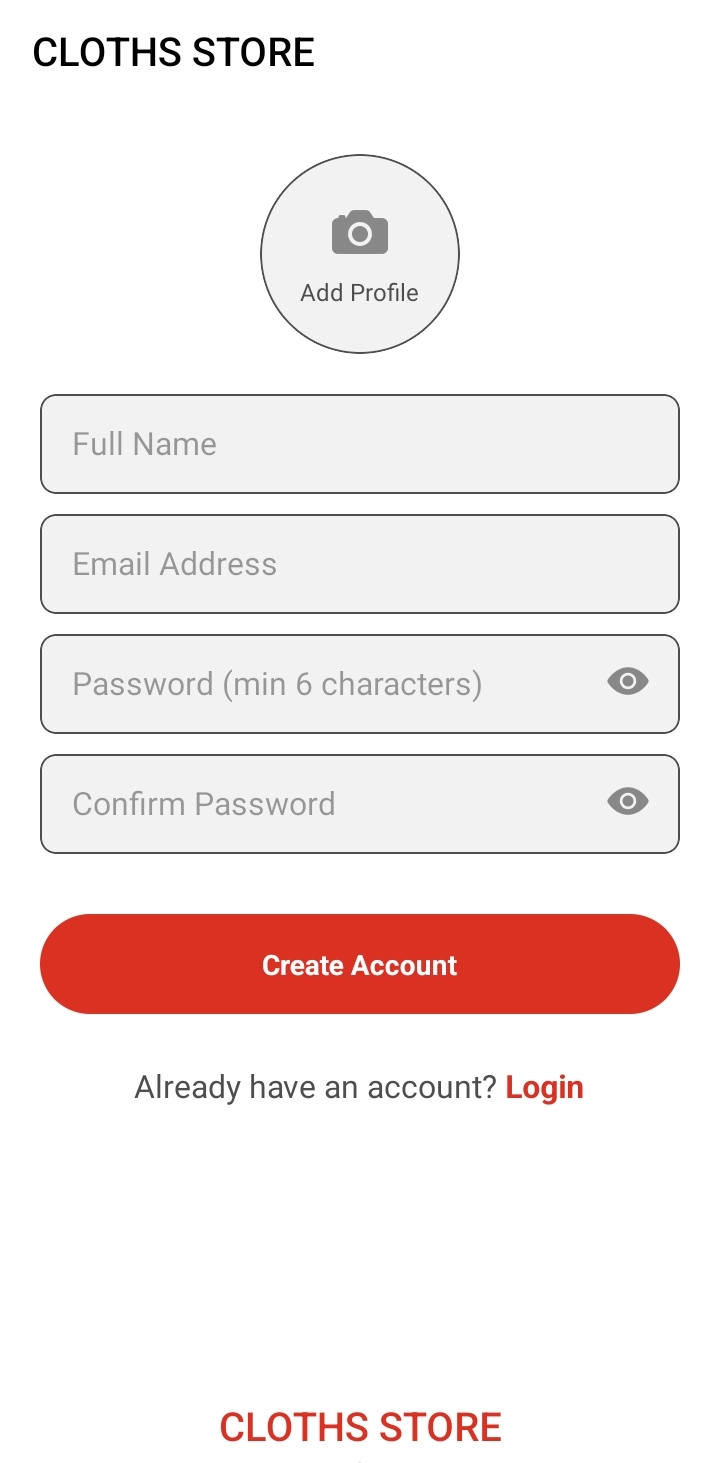 CLOTHS STORE
Add Profile
Full Name
Email Address
Password (min 6 characters)
Confirm Password
Create Account
Already have an account? Login
CLOTHS STORE